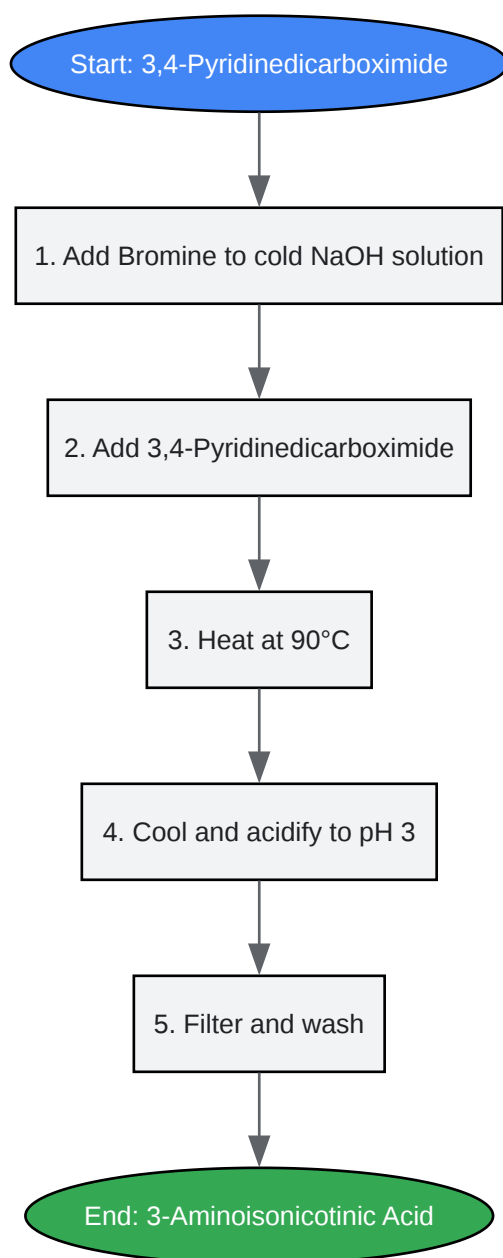 Start: 3,4-Pyridinedicarboximide
1. Add Bromine to cold NaOH solution
2. Add 3,4-Pyridinedicarboximide
3. Heat at 90°C
4. Cool and acidify to pH 3
5. Filter and wash
End: 3-Aminoisonicotinic Acid